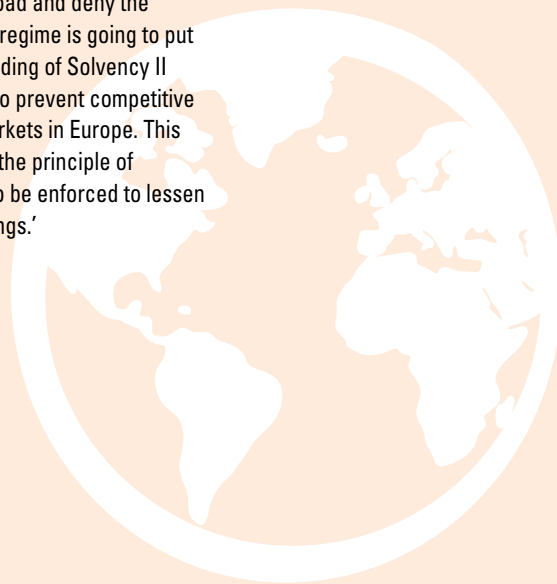 oad and deny the
regime is going to put
ding of Solvency II
o prevent competitive
rkets in Europe. This
the principle of
o be enforced to lessen
ngs.’